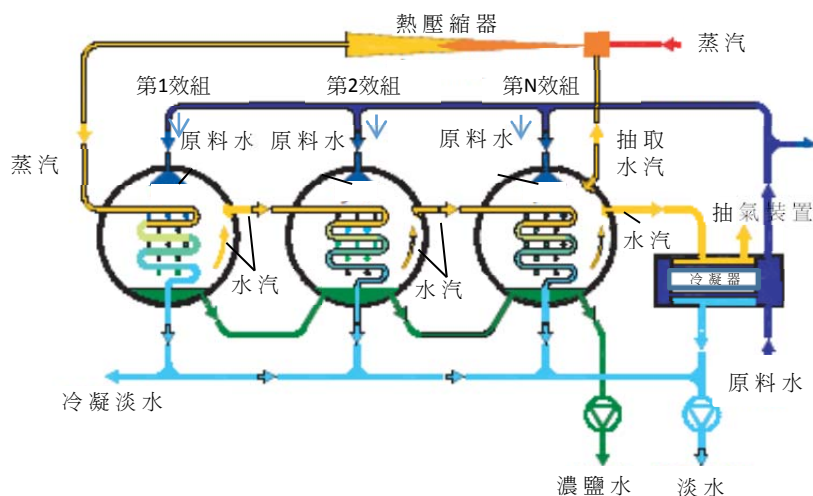 熱壓縮器
蒸汽
第1效組
第2效組
第N效組
原料水
原料水
原料水
抽取
水汽
蒸汽
抽氣裝置
水汽
水汽
水汽
冷凝器
冷凝淡水
原料水
濃鹽水
淡水